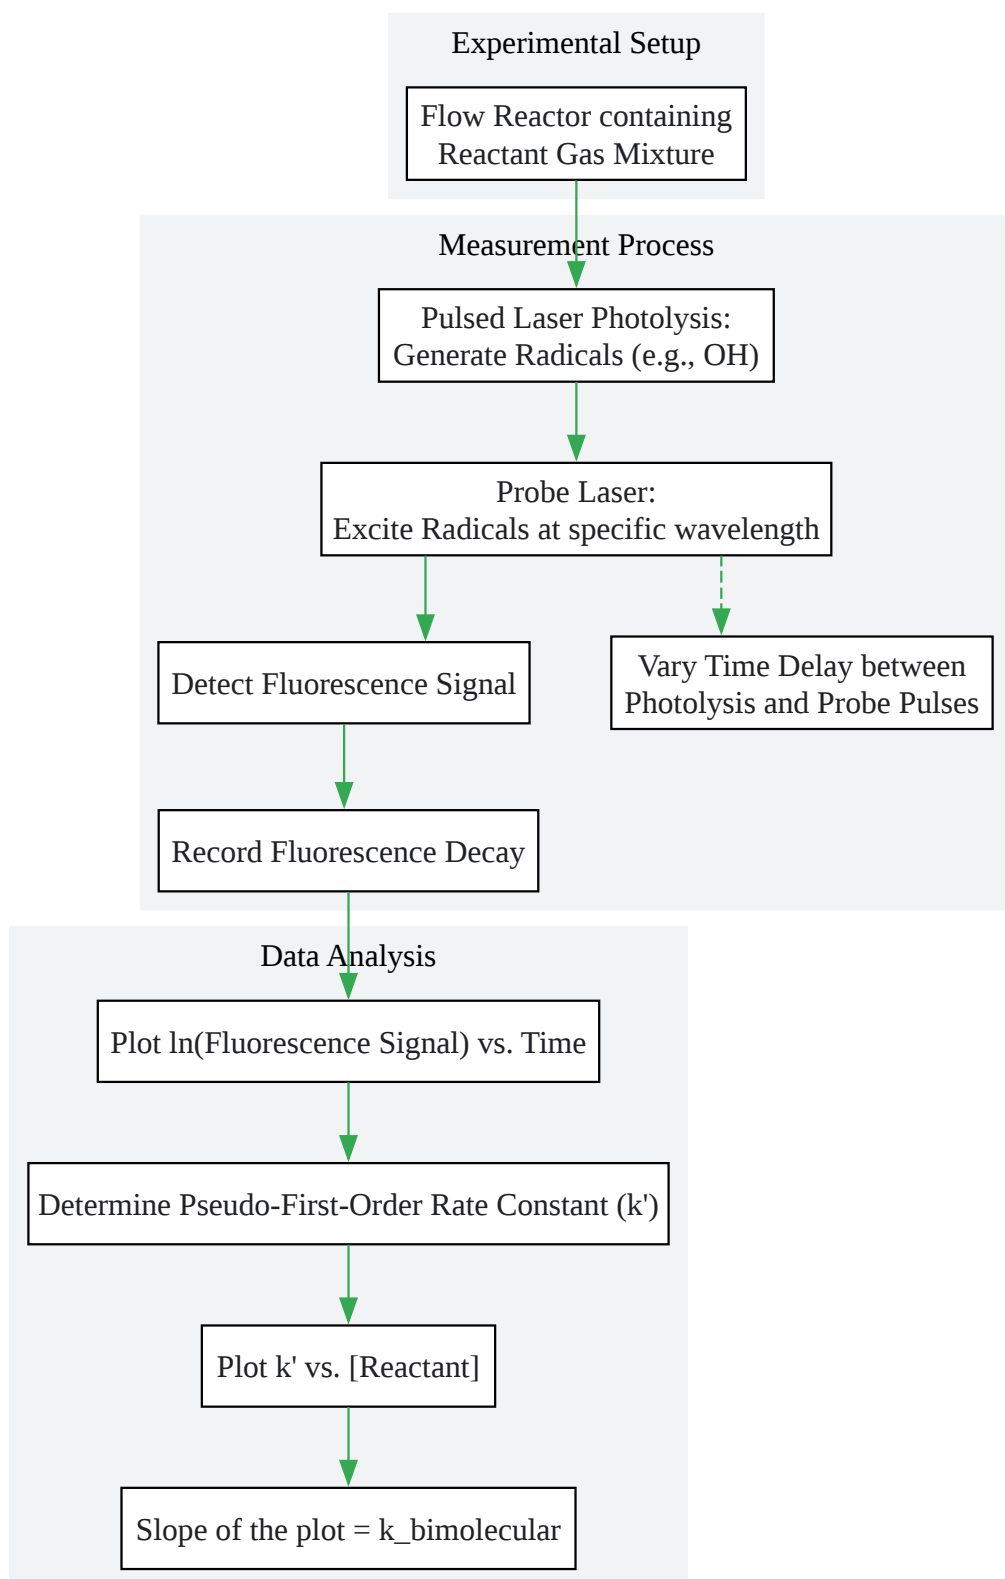 Experimental Setup
Flow Reactor containing
Reactant Gas Mixture
Measurement Process
Pulsed Laser Photolysis:
Generate Radicals (e.g., OH)
Probe Laser:
Excite Radicals at specific wavelength
Detect Fluorescence Signal
Vary Time Delay between
Photolysis and Probe Pulses
Record Fluorescence Decay
Data Analysis
Plot ln(Fluorescence Signal) vs. Time
Determine Pseudo-First-Order Rate Constant (k')
Plot k' vs. [Reactant]
Slope of the plot = k_bimolecular